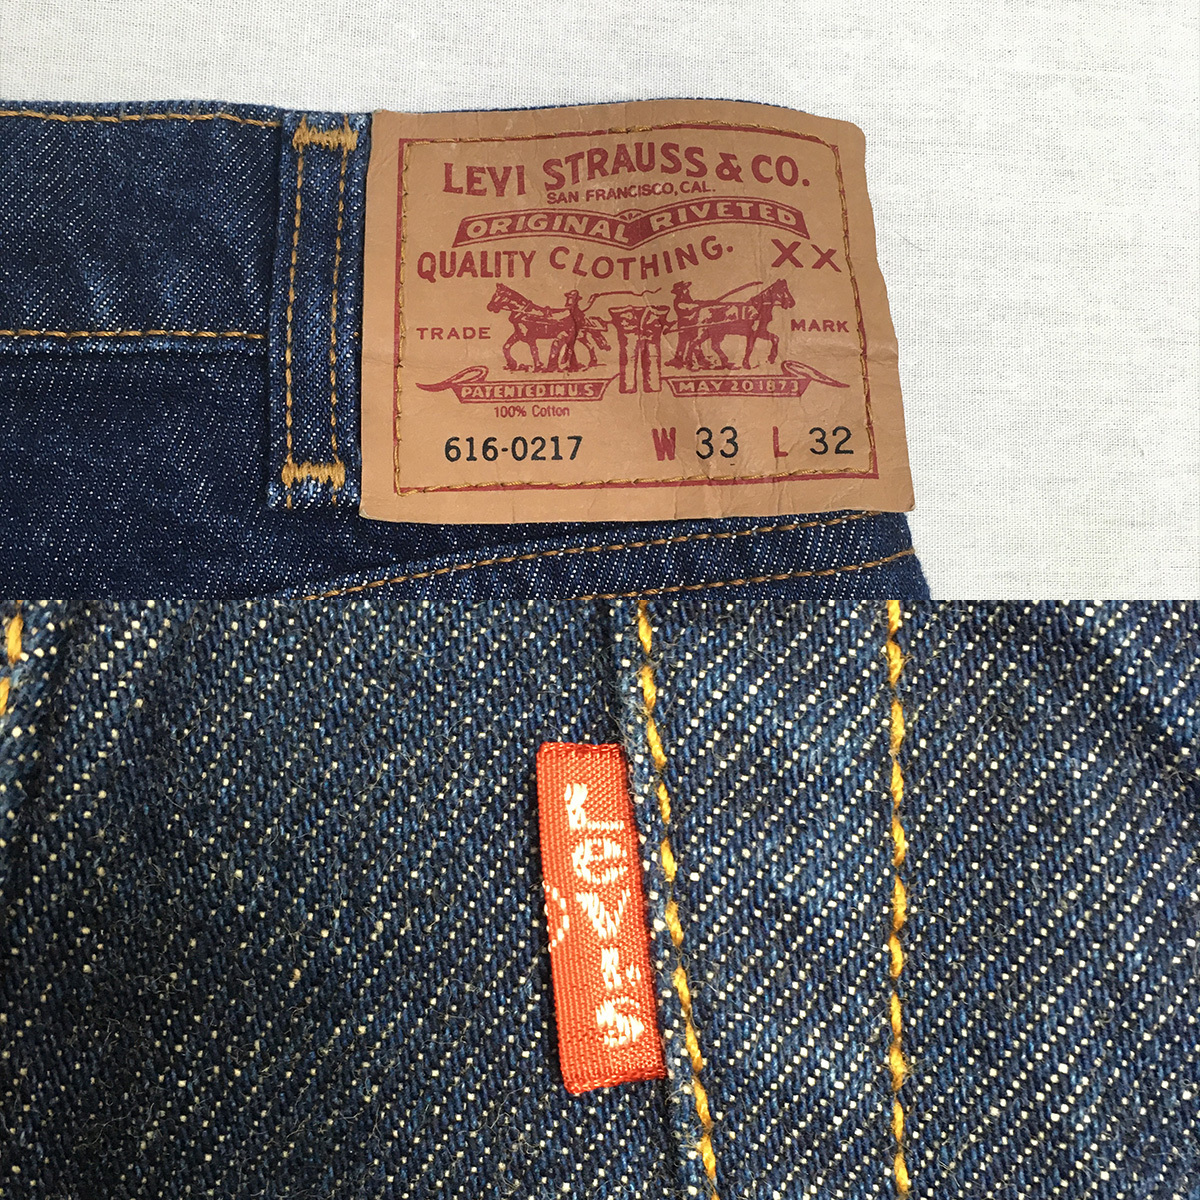 LEVI STRAUSS & CO.
SAN FRANCISCO, CAL.
ORIGINAL RIVETED
QUALITY CLOTHING. XX
TRADE MARK
PATENTED IN U.S MAY 20 1873
100% Cotton
616-0217 W 33 L 32
LeVI'S